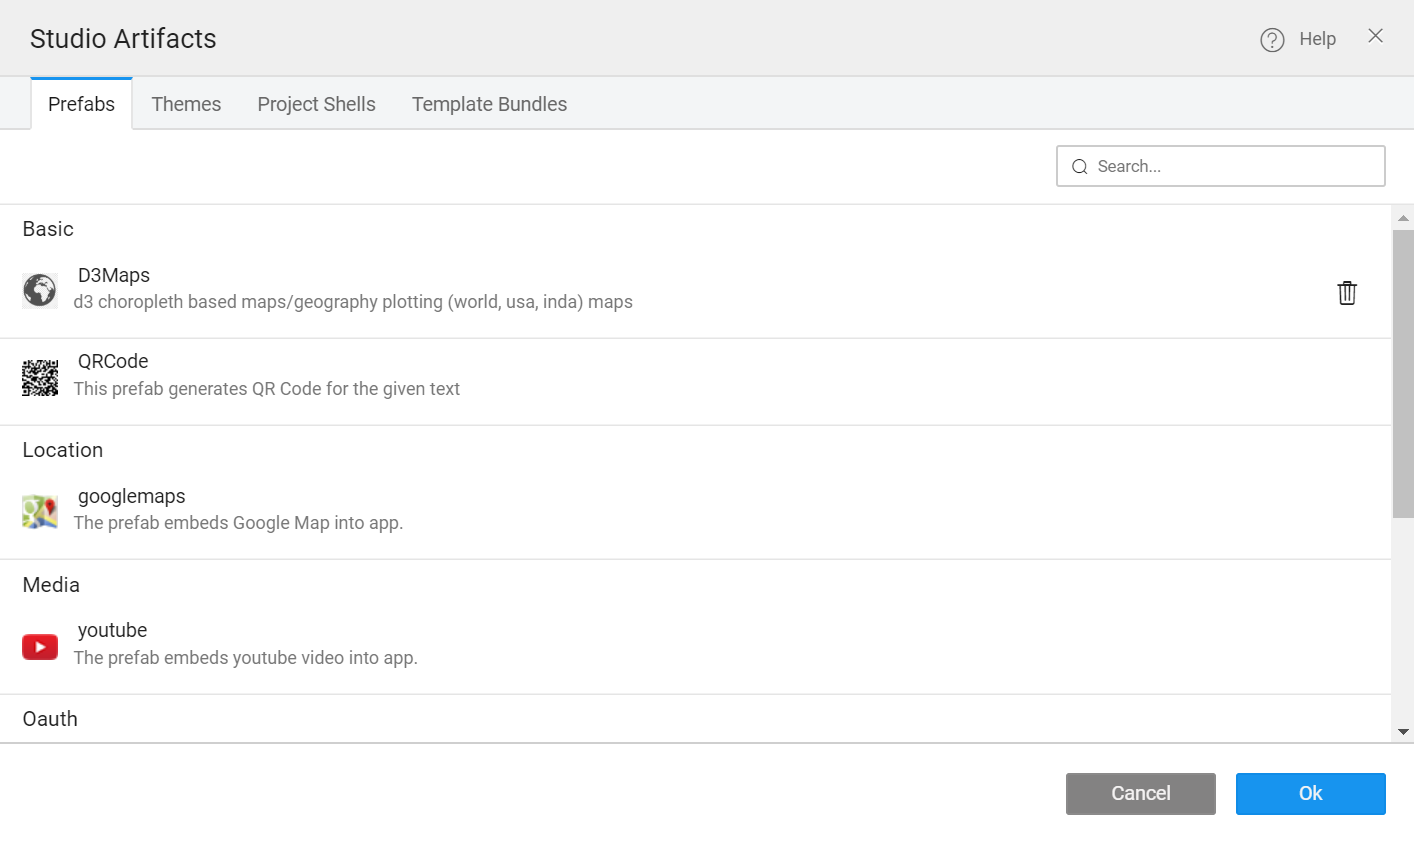 Studio Artifacts
Help
Prefabs Themes Project Shells Template Bundles
Search...
Basic
D3Maps
d3 choropleth based maps/geography plotting (world, usa, inda) maps
QRCode
This prefab generates QR Code for the given text
Location
googlemaps
The prefab embeds Google Map into app.
Media
youtube
The prefab embeds youtube video into app.
Oauth
Cancel Ok